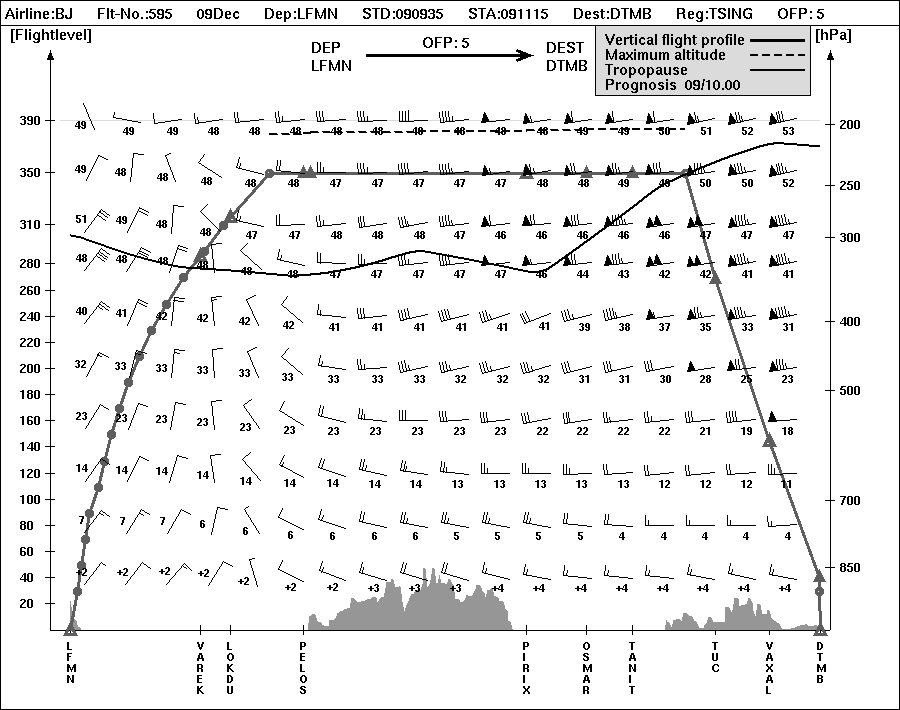 Airline:BJ Flt-No.:595 09Dec Dep:LFMN STD:090935 STA:091115 Dest:DTMB Reg:TSING OFP: 5
[Flightlevel] [hPa]
DEP OFP: 5 DEST
LFMN DTMB
Vertical flight profile
Maximum altitude
Tropopause
Prognosis 09/10.00
390 49 49 49 48 48 48 48 48 48 48 48 48 49 49 50 51 52 53 200
350 49 48 48 48 48 48 47 47 47 47 47 48 48 49 49 50 50 52 250
310 51 49 48 48 47 47 48 48 48 47 46 46 46 46 46 47 47 47 300
280 48 48 48 48 48 48 47 47 47 47 47 46 44 43 42 42 41 41
260
240 40 41 42 42 42 42 41 41 41 41 41 41 39 38 37 35 33 31 400
220
200 32 33 33 33 33 33 33 33 33 32 32 32 31 31 30 28 25 23 500
180
160 23 23 23 23 23 23 23 23 23 23 22 22 22 22 22 21 19 18
140
120 14 14 14 14 14 14 14 14 14 13 13 13 13 13 12 12 12 11
100 700
80 7 7 7 6 6 6 6 6 6 5 5 5 5 4 4 4 4 4
60
40 +2 +2 +2 +2 +2 +2 +2 +3 +3 +3 +4 +4 +4 +4 +4 +4 +4 +4 850
20
LFMN VAREK LOKDU PELOS PIRIX OSMAR TANIT TUC VAXAL DTMB